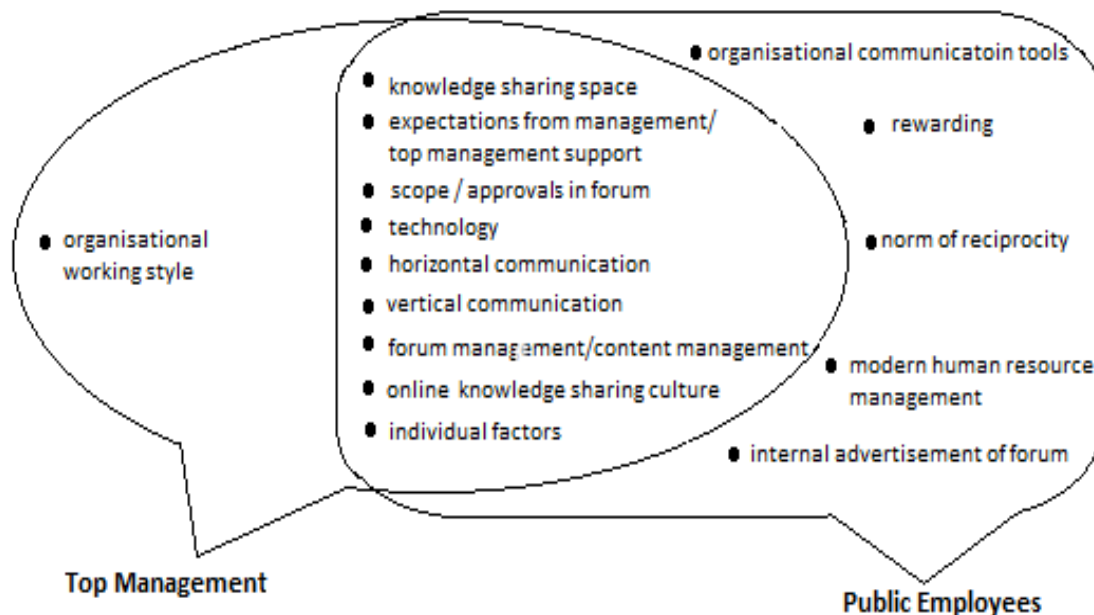 • organisational communicatoin tools
• knowledge sharing space
• expectations from management/
top management support
• rewarding
• scope / approvals in forum
• technology
• organisational
working style
• norm of reciprocity
• horizontal communication
• vertical communication
• forum management/content management
• modern human resource
management
• online knowledge sharing culture
• individual factors
• internal advertisement of forum
Top Management
Public Employees